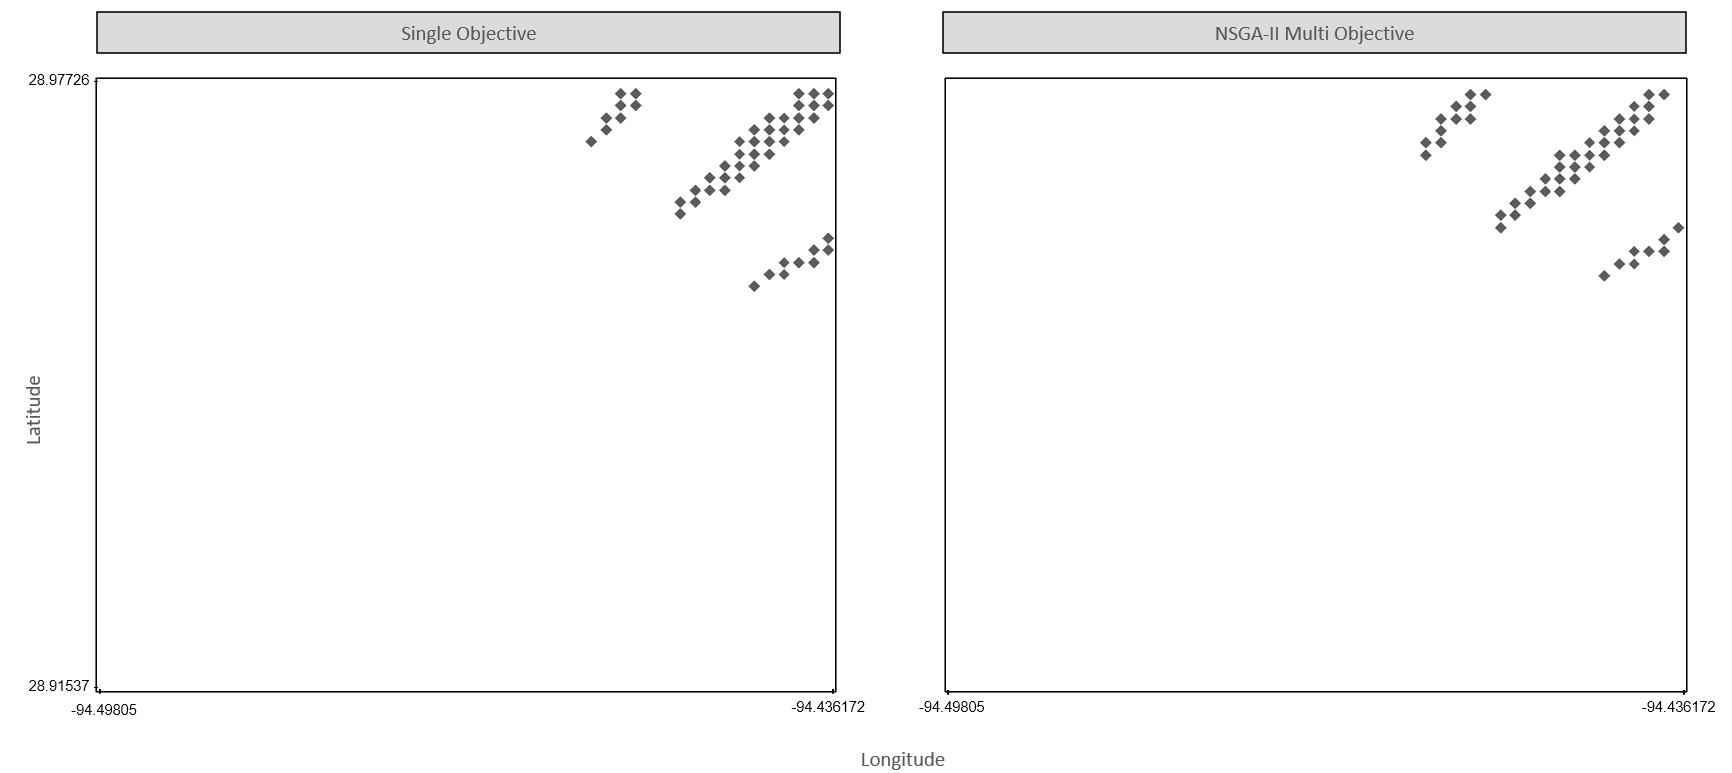 Single Objective
NSGA-II Multi Objective
28.97726
Latitude
28.91537
-94.49805
-94.436172
-94.49805
-94.436172
Longitude